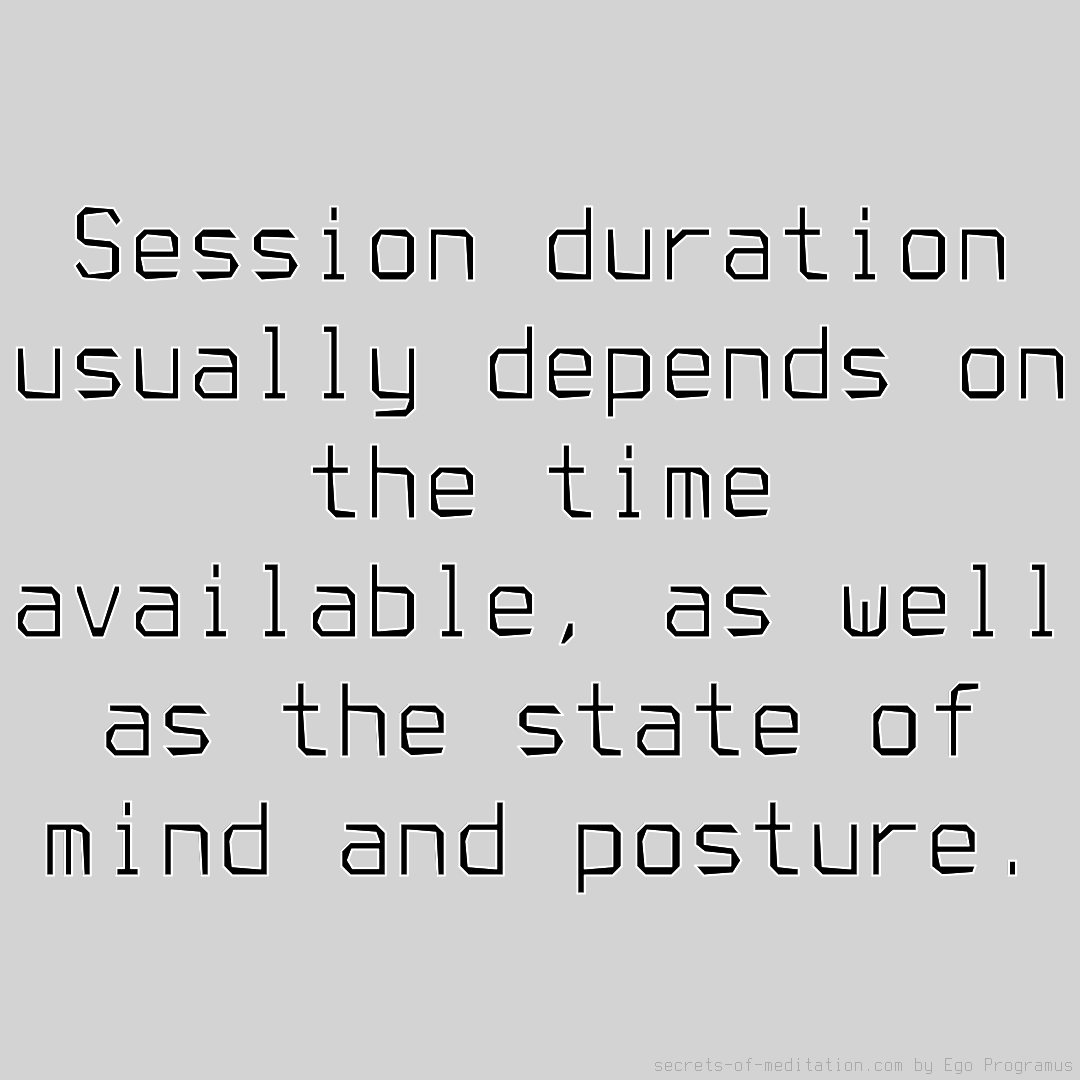 Session duration
usually depends on
the time
available, as well
as the state of
mind and posture.
secrets-of-meditation.com by Ego Programus